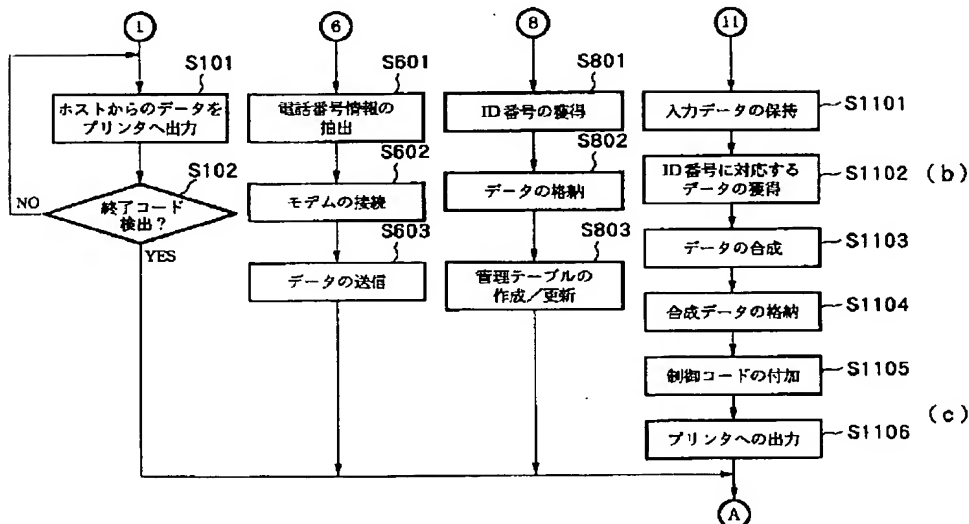 1
S101
ホストからのデータを
プリンタへ出力
S102
終了コード
検出？
NO
YES
6
S601
電話番号情報の
抽出
S602
モデムの接続
S603
データの送信
8
S801
ID番号の獲得
S802
データの格納
S803
管理テーブルの
作成／更新
11
入力データの保持
S1101
ID番号に対応する
データの獲得
S1102
(b)
データの合成
S1103
合成データの格納
S1104
制御コードの付加
S1105
プリンタへの出力
S1106
(c)
A